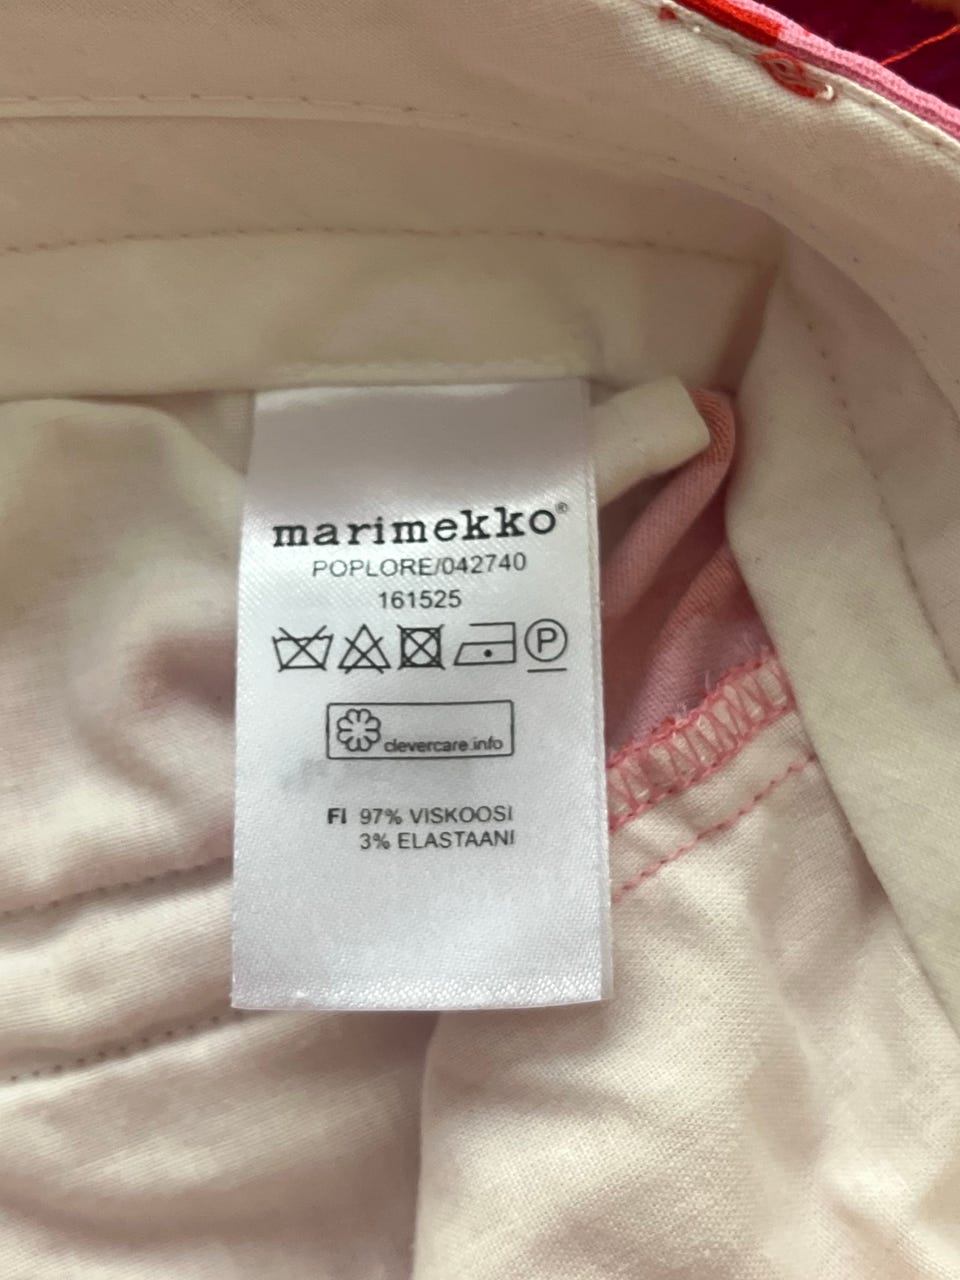 marimekko®
POPLORE/042740
161525
P
clevercare.info
FI 97% VISKOOSI
3% ELASTAANI